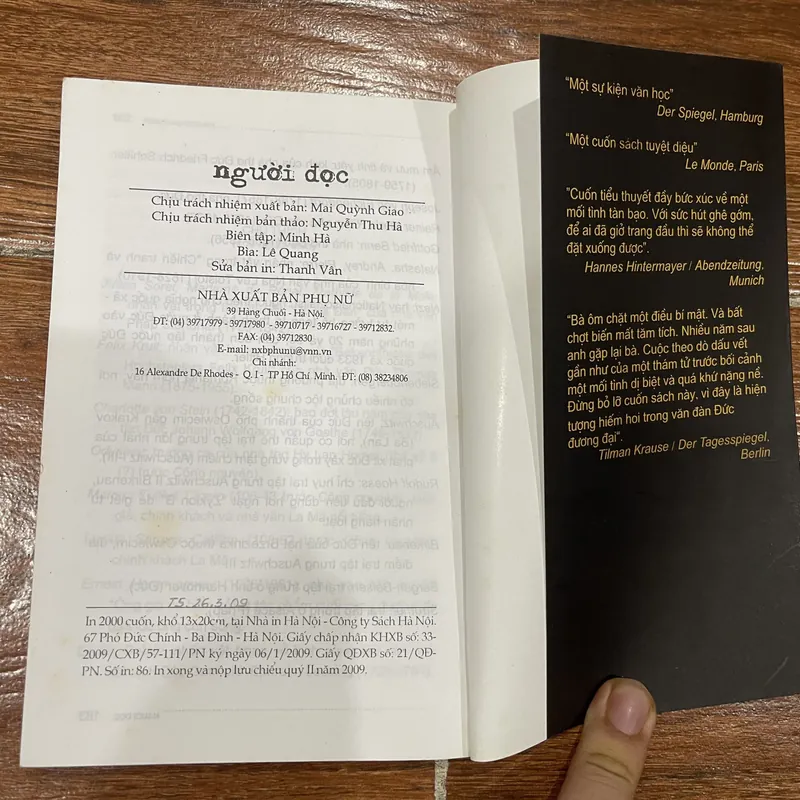 người đọc
Chịu trách nhiệm xuất bản: Mai Quỳnh Giao
Chịu trách nhiệm bản thảo: Nguyễn Thu Hà
Biên tập: Minh Hà
Bìa: Lê Quang
Sửa bản in: Thanh Vân
NHÀ XUẤT BẢN PHỤ NỮ
39 Hàng Chuối - Hà Nội.
ĐT: (04) 39717979 - 39717980 - 39710717 - 39716727 - 39712832.
FAX: (04) 39712830
E-mail: nxbphunu@vnn.vn
Chi nhánh:
16 Alexandre De Rhodes - Q. I - TP Hồ Chí Minh. ĐT: (08) 38234806
TS. 26.3.09
In 2000 cuốn, khổ 13x20cm, tại Nhà in Hà Nội - Công ty Sách Hà Nội.
67 Phó Đức Chính - Ba Đình - Hà Nội. Giấy chấp nhận KHXB số: 33-
2009/CXB/57-111/PN ký ngày 06/1/2009. Giấy QĐXB số: 21/QĐ-
PN. Số in: 86. In xong và nộp lưu chiểu quý II năm 2009.
"Một sự kiện văn học"
Der Spiegel, Hamburg
"Một cuốn sách tuyệt diệu"
Le Monde, Paris
"Cuốn tiểu thuyết đầy bức xúc về một
mối tình tàn bạo. Với sức hút ghê gớm,
để ai đã giở trang đầu thì sẽ không thể
đặt xuống được".
Hannes Hintermayer / Abendzeitung,
Munich
"Bà ôm chặt một điều bí mật. Và bất
chợt biến mất tăm tích. Nhiều năm sau
anh gặp lại bà. Cuộc theo dò dấu vết
gần như của một thám tử trước bối cảnh
một mối tình dị biệt và quá khứ nặng nề.
Đừng bỏ lỡ cuốn sách này, vì đây là hiện
tượng hiếm hoi trong văn đàn Đức
đương đại".
Tilman Krause / Der Tagesspiegel,
Berlin